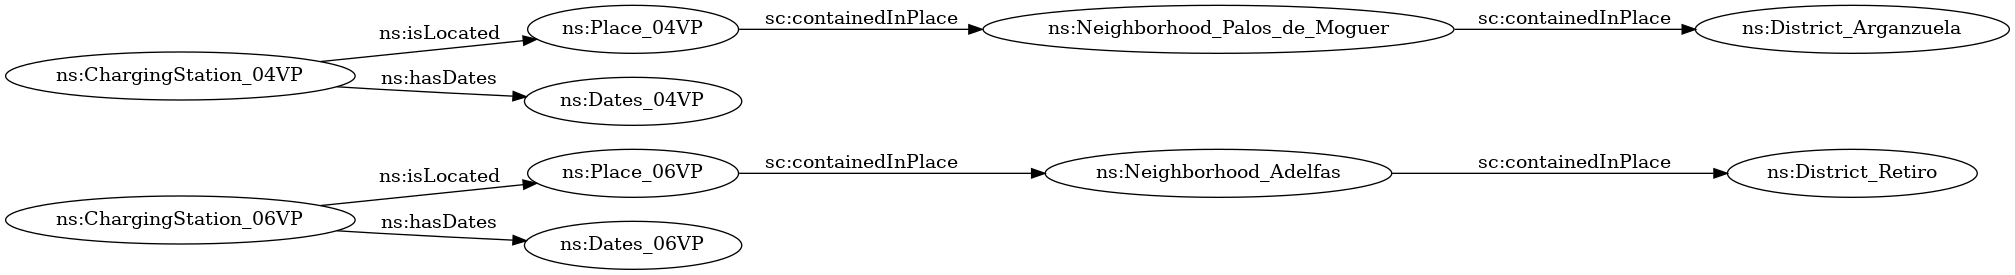 ns:ChargingStation_04VP
ns:isLocated
ns:Place_04VP
sc:containedInPlace
ns:Neighborhood_Palos_de_Moguer
sc:containedInPlace
ns:District_Arganzuela
ns:hasDates
ns:Dates_04VP
ns:ChargingStation_06VP
ns:isLocated
ns:Place_06VP
sc:containedInPlace
ns:Neighborhood_Adelfas
sc:containedInPlace
ns:District_Retiro
ns:hasDates
ns:Dates_06VP